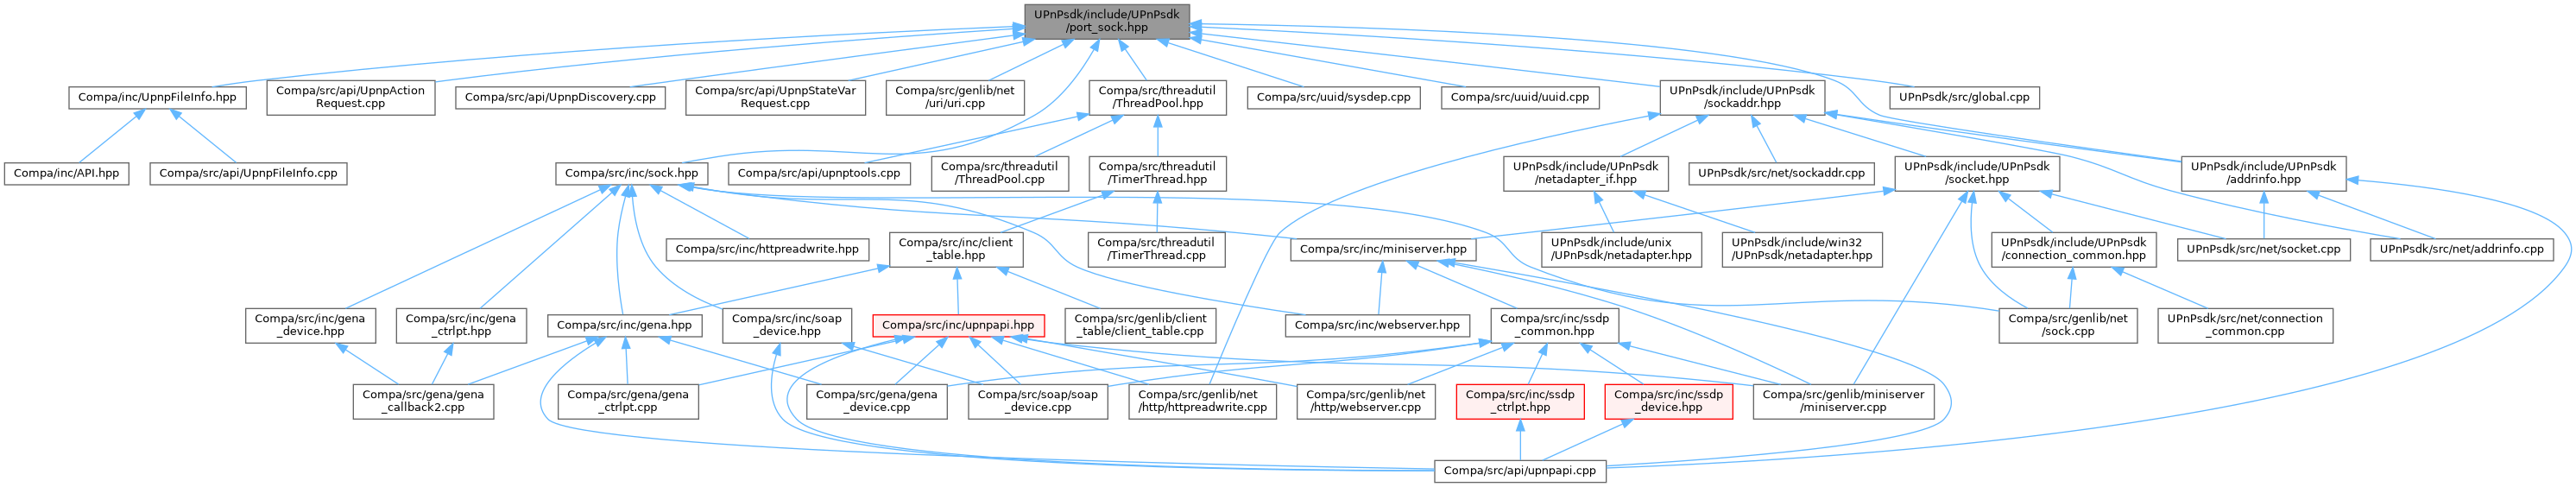 UPnPsdk/include/UPnPsdk
/port_sock.hpp
Compa/inc/UpnpFileInfo.hpp
Compa/src/api/UpnpAction
Request.cpp
Compa/src/api/UpnpDiscovery.cpp
Compa/src/api/UpnpStateVar
Request.cpp
Compa/src/genlib/net
/uri/uri.cpp
Compa/src/threadutil
/ThreadPool.hpp
Compa/src/uuid/sysdep.cpp
Compa/src/uuid/uuid.cpp
UPnPsdk/include/UPnPsdk
/sockaddr.hpp
UPnPsdk/src/global.cpp
Compa/inc/API.hpp
Compa/src/api/UpnpFileInfo.cpp
Compa/src/inc/sock.hpp
Compa/src/api/upnptools.cpp
Compa/src/threadutil
/ThreadPool.cpp
Compa/src/threadutil
/TimerThread.hpp
UPnPsdk/include/UPnPsdk
/netadapter_if.hpp
UPnPsdk/src/net/sockaddr.cpp
UPnPsdk/include/UPnPsdk
/socket.hpp
UPnPsdk/include/UPnPsdk
/addrinfo.hpp
Compa/src/inc/httpreadwrite.hpp
Compa/src/inc/client
_table.hpp
Compa/src/threadutil
/TimerThread.cpp
Compa/src/inc/miniserver.hpp
UPnPsdk/include/unix
/UPnPsdk/netadapter.hpp
UPnPsdk/include/win32
/UPnPsdk/netadapter.hpp
UPnPsdk/include/UPnPsdk
/connection_common.hpp
UPnPsdk/src/net/socket.cpp
UPnPsdk/src/net/addrinfo.cpp
Compa/src/inc/gena
_device.hpp
Compa/src/inc/gena
_ctrlpt.hpp
Compa/src/inc/gena.hpp
Compa/src/inc/soap
_device.hpp
Compa/src/inc/upnpapi.hpp
Compa/src/genlib/client
_table/client_table.cpp
Compa/src/inc/webserver.hpp
Compa/src/inc/ssdp
_common.hpp
Compa/src/genlib/net
/sock.cpp
UPnPsdk/src/net/connection
_common.cpp
Compa/src/gena/gena
_callback2.cpp
Compa/src/gena/gena
_ctrlpt.cpp
Compa/src/gena/gena
_device.cpp
Compa/src/soap/soap
_device.cpp
Compa/src/genlib/net
/http/httpreadwrite.cpp
Compa/src/genlib/net
/http/webserver.cpp
Compa/src/inc/ssdp
_ctrlpt.hpp
Compa/src/inc/ssdp
_device.hpp
Compa/src/genlib/miniserver
/miniserver.cpp
Compa/src/api/upnpapi.cpp